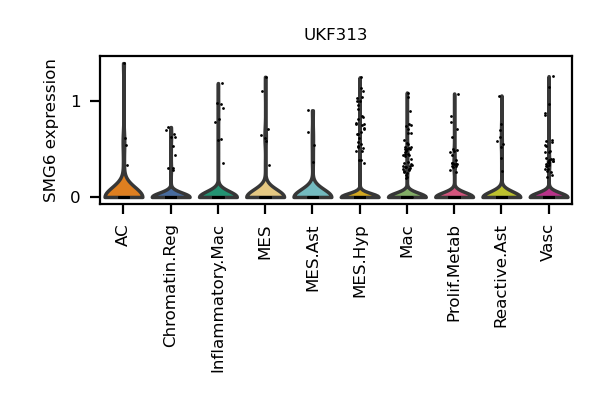 UKF313
SMG6 expression
1
0
AC
Chromatin.Reg
Inflammatory.Mac
MES
MES.Ast
MES.Hyp
Mac
Prolif.Metab
Reactive.Ast
Vasc